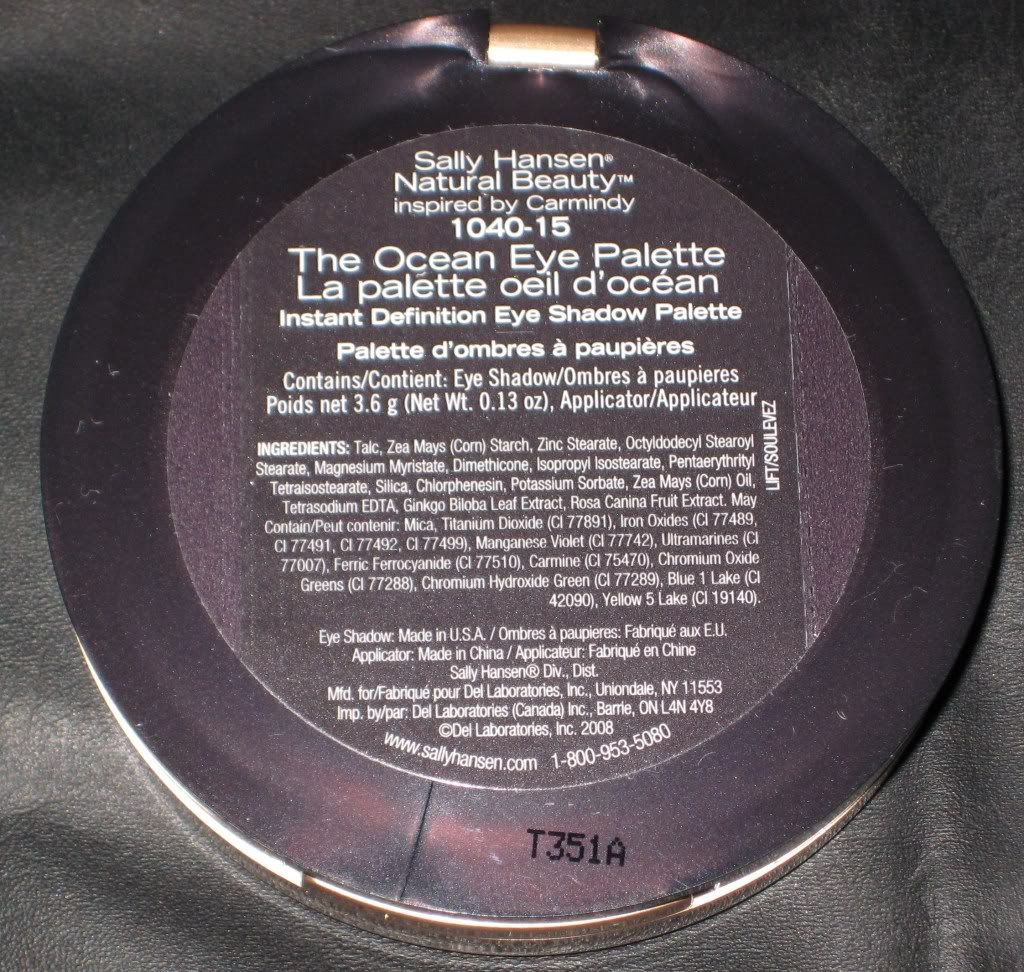 Sally Hansen®
Natural Beauty™
inspired by Carmindy
1040-15
The Ocean Eye Palette
La palette oeil d'océan
Instant Definition Eye Shadow Palette
Palette d'ombres à paupières
Contains/Contient: Eye Shadow/Ombres à paupieres
Poids net 3.6 g (Net Wt. 0.13 oz), Applicator/Applicateur
LIFT/SOULEVEZ
INGREDIENTS: Talc, Zea Mays (Corn) Starch, Zinc Stearate, Octyldodecyl Stearoyl
Stearate, Magnesium Myristate, Dimethicone, Isopropyl Isostearate, Pentaerythrityl
Tetraisostearate, Silica, Chlorphenesin, Potassium Sorbate, Zea Mays (Corn) Oil,
Tetrasodium EDTA, Ginkgo Biloba Leaf Extract, Rosa Canina Fruit Extract. May
Contain/Peut contenir: Mica, Titanium Dioxide (CI 77891), Iron Oxides (CI 77489,
CI 77491, CI 77492, CI 77499), Manganese Violet (CI 77742), Ultramarines (CI
77007), Ferric Ferrocyanide (CI 77510), Carmine (CI 75470), Chromium Oxide
Greens (CI 77288), Chromium Hydroxide Green (CI 77289), Blue 1 Lake (CI
42090), Yellow 5 Lake (CI 19140).
Eye Shadow: Made in U.S.A. / Ombres à paupieres: Fabriqué aux E.U.
Applicator: Made in China / Applicateur: Fabriqué en Chine
Sally Hansen® Div., Dist.
Mfd. for/Fabriqué pour Del Laboratories, Inc., Uniondale, NY 11553
Imp. by/par: Del Laboratories (Canada) Inc., Barrie, ON L4N 4Y8
©Del Laboratories, Inc. 2008
www.sallyhansen.com 1-800-953-5080
T351A